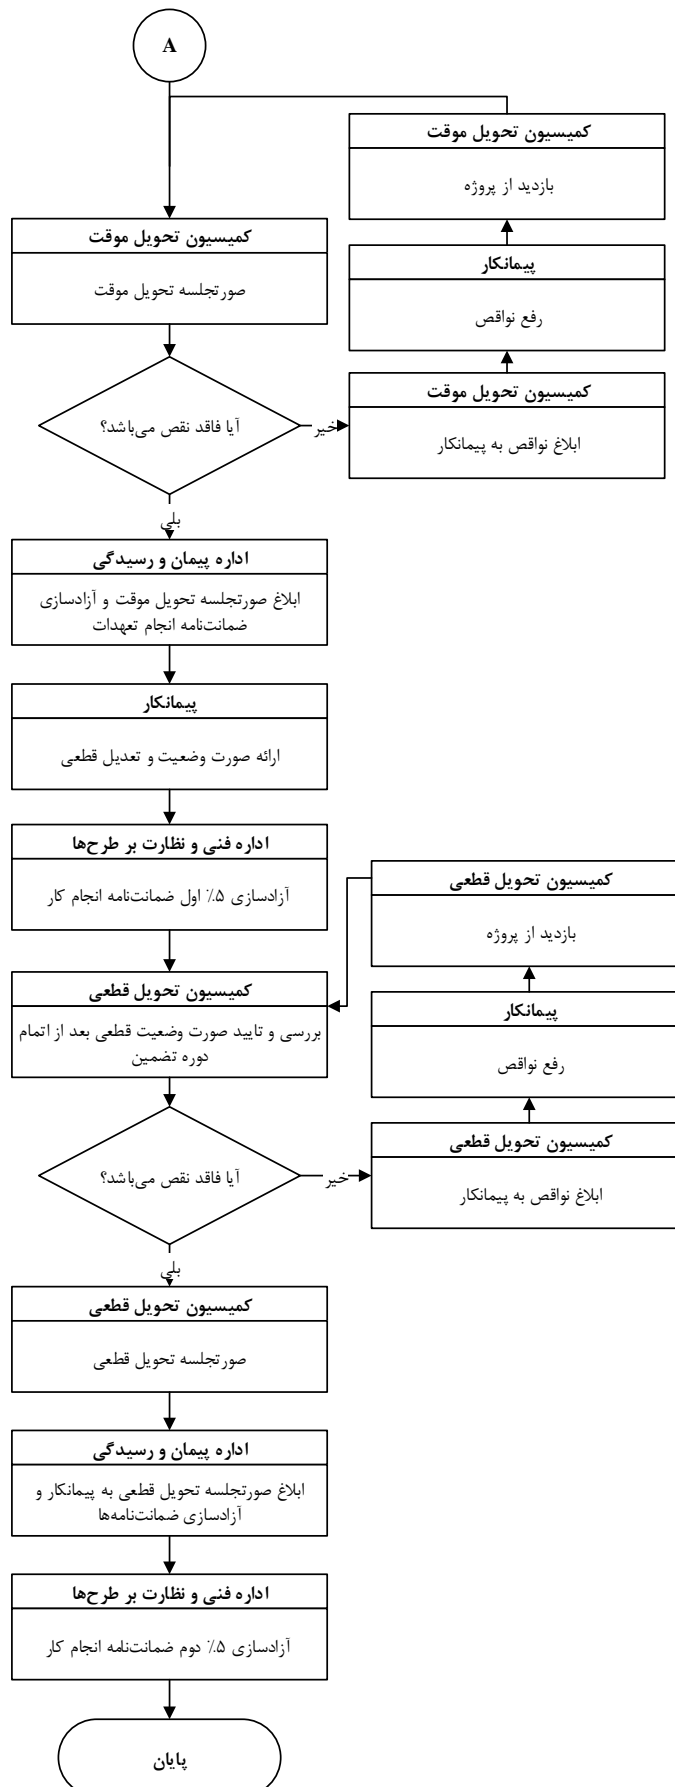 A
کمیسیون تحویل موقت
بازدید از پروژه
کمیسیون تحویل موقت
صورتجلسه تحویل موقت
پیمانکار
رفع نواقص
کمیسیون تحویل موقت
ابلاغ نواقص به پیمانکار
آیا فاقد نقص می‌باشد؟
خیر
بلی
اداره پیمان و رسیدگی
ابلاغ صورتجلسه تحویل موقت و آزادسازی
ضمانت‌نامه انجام تعهدات
پیمانکار
ارائه صورت وضعیت و تعدیل قطعی
اداره فنی و نظارت بر طرح‌ها
آزادسازی ۵٪ اول ضمانت‌نامه انجام کار
کمیسیون تحویل قطعی
بازدید از پروژه
کمیسیون تحویل قطعی
بررسی و تایید صورت وضعیت قطعی بعد از اتمام
دوره تضمین
پیمانکار
رفع نواقص
کمیسیون تحویل قطعی
ابلاغ نواقص به پیمانکار
آیا فاقد نقص می‌باشد؟
خیر
بلی
کمیسیون تحویل قطعی
صورتجلسه تحویل قطعی
اداره پیمان و رسیدگی
ابلاغ صورتجلسه تحویل قطعی به پیمانکار و
آزادسازی ضمانت‌نامه‌ها
اداره فنی و نظارت بر طرح‌ها
آزادسازی ۵٪ دوم ضمانت‌نامه انجام کار
پایان